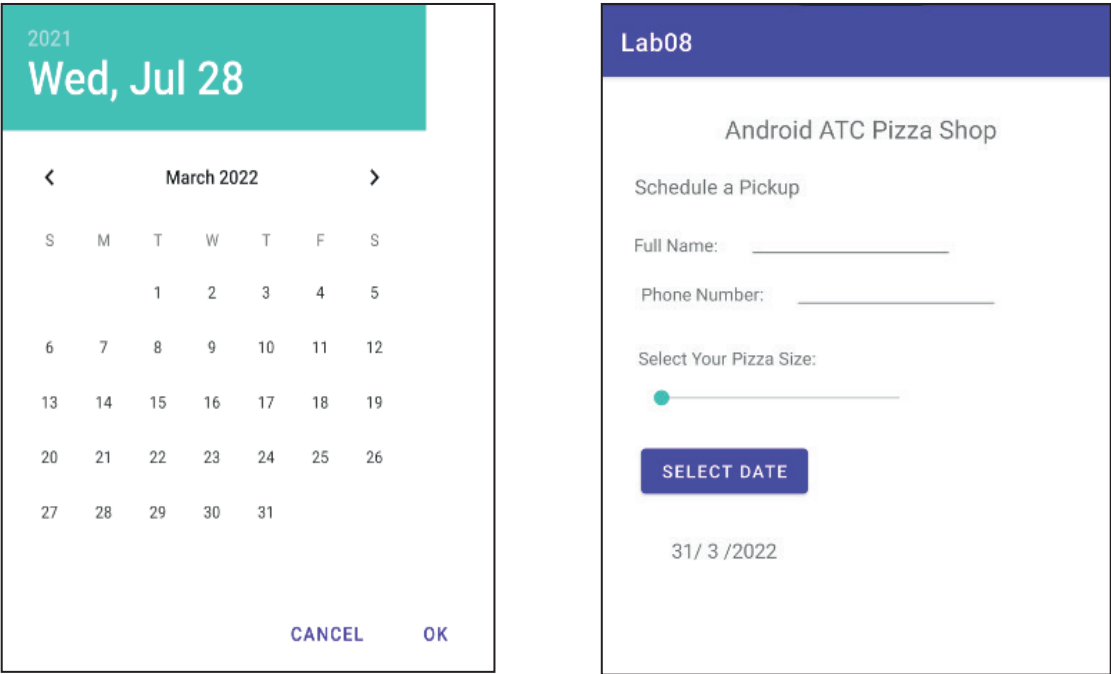 2021
Wed, Jul 28
March 2022
S M T W T F S
1 2 3 4 5
6 7 8 9 10 11 12
13 14 15 16 17 18 19
20 21 22 23 24 25 26
27 28 29 30 31
CANCEL OK
Lab08
Android ATC Pizza Shop
Schedule a Pickup
Full Name:
Phone Number:
Select Your Pizza Size:
SELECT DATE
31/ 3 /2022